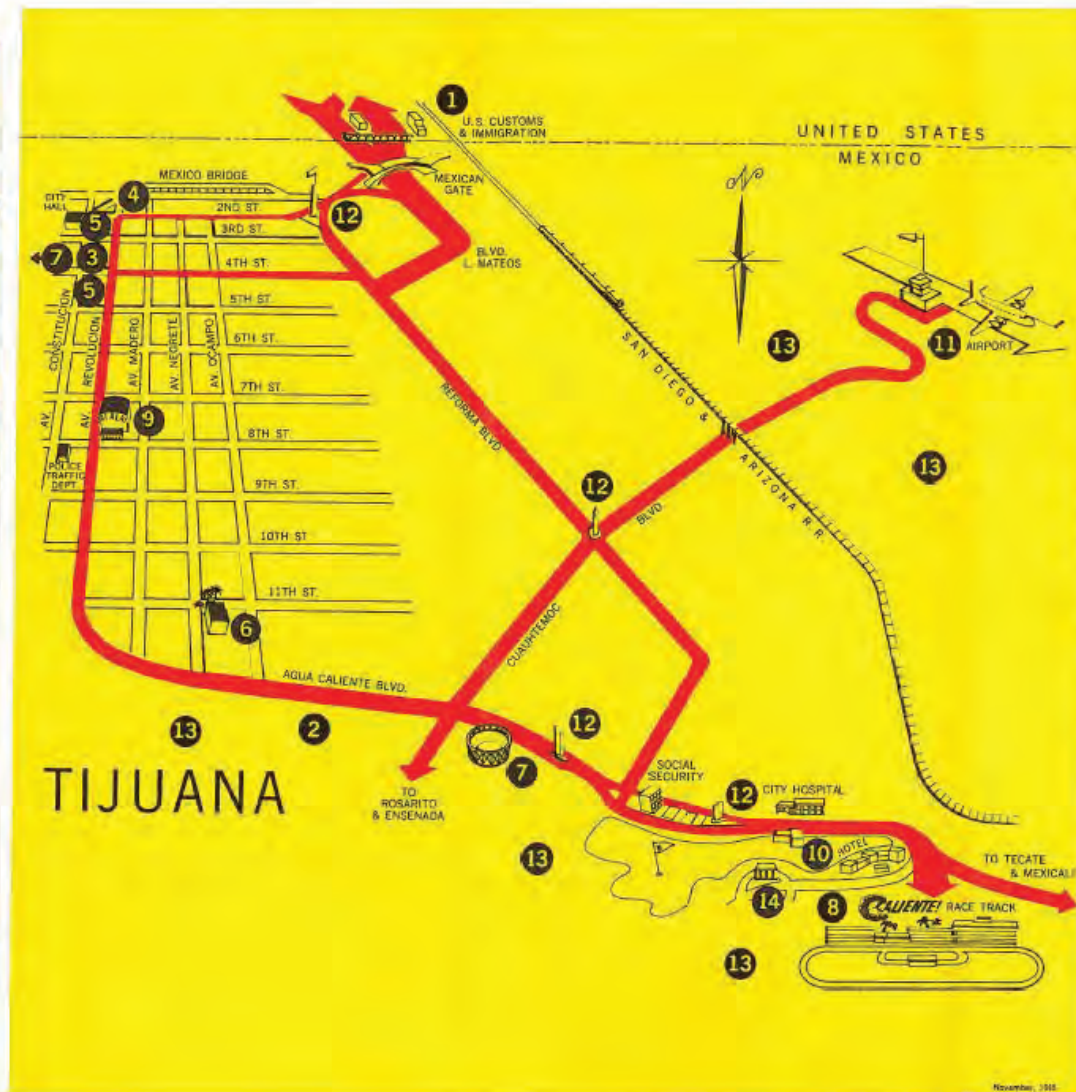 1
U.S. CUSTOMS
& IMMIGRATION
UNITED STATES
MEXICO
MEXICO BRIDGE
MEXICAN
GATE
N
CITY
HALL
4
5
2ND ST.
12
3RD ST.
7
3
4TH ST.
BLVD.
L. MATEOS
5
5TH ST.
6TH ST.
7TH ST.
8TH ST.
9TH ST.
10TH ST
11TH ST.
AV. CONSTITUCION
AV. REVOLUCION
AV. MADERO
AV. NEGRETE
AV. OCAMPO
9
POLICE
TRAFFIC
DEPT.
6
REFORMA BLVD.
SAN DIEGO & ARIZONA R.R.
13
11
AIRPORT
13
12
CUAUHTEMOC BLVD.
AGUA CALIENTE BLVD.
13
2
12
7
TIJUANA
TO
ROSARITO
& ENSENADA
SOCIAL
SECURITY
12
CITY HOSPITAL
13
10
HOTEL
TO TECATE
& MEXICALI
14
8
CALIENTE! RACE TRACK
13